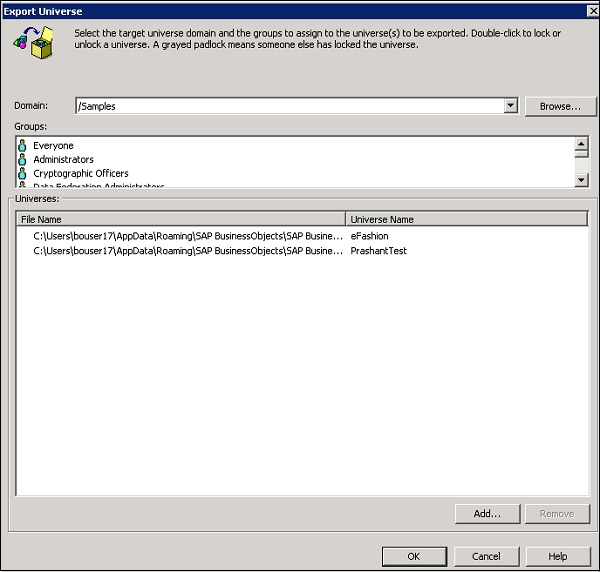 Export Universe
Select the target universe domain and the groups to assign to the universe(s) to be exported. Double-click to lock or
unlock a universe. A grayed padlock means someone else has locked the universe.
Domain: /Samples Browse...
Groups:
Everyone
Administrators
Cryptographic Officers
Data Federation Administrators
Universes:
File Name Universe Name
C:\Users\bouser17\AppData\Roaming\SAP BusinessObjects\SAP Busine... eFashion
C:\Users\bouser17\AppData\Roaming\SAP BusinessObjects\SAP Busine... PrashantTest
Add... Remove
OK Cancel Help